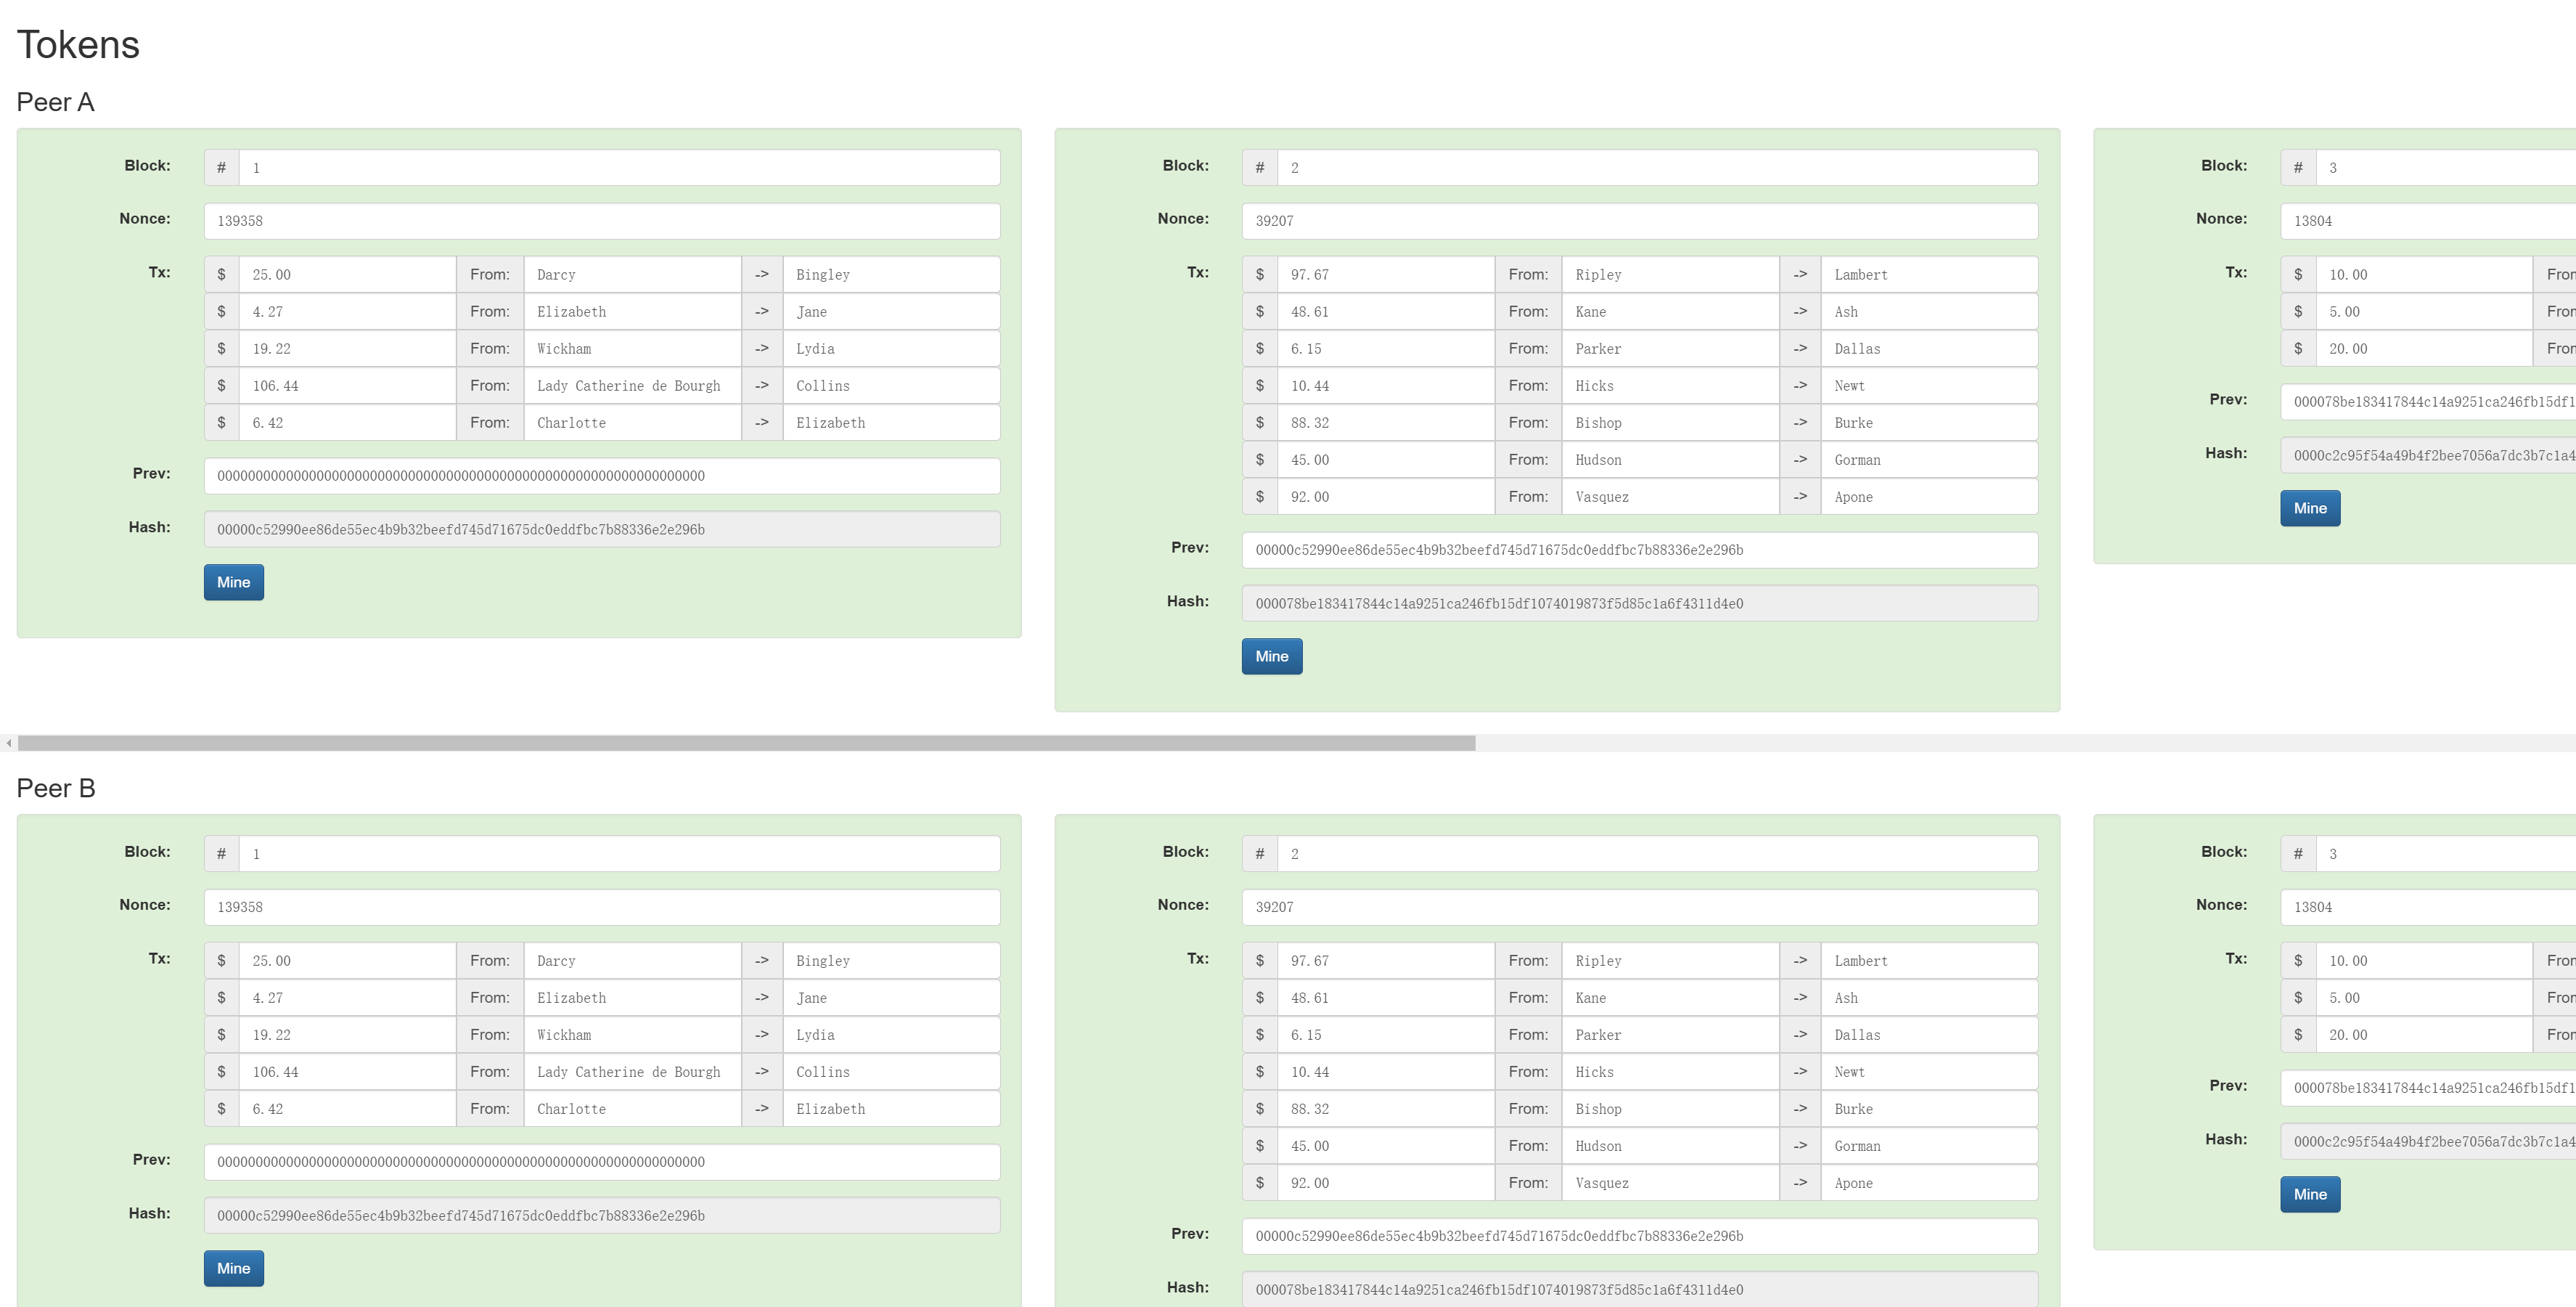 Tokens
Peer A
Block: # 1
Nonce: 139358
Tx: $ 25.00 From: Darcy -> Bingley
$ 4.27 From: Elizabeth -> Jane
$ 19.22 From: Wickham -> Lydia
$ 106.44 From: Lady Catherine de Bourgh -> Collins
$ 6.42 From: Charlotte -> Elizabeth
Prev: 0000000000000000000000000000000000000000000000000000000000000000
Hash: 00000c52990ee86de55ec4b9b32beefd745d71675dc0eddfbc7b88336e2e296b
Mine
Block: # 2
Nonce: 39207
Tx: $ 97.67 From: Ripley -> Lambert
$ 48.61 From: Kane -> Ash
$ 6.15 From: Parker -> Dallas
$ 10.44 From: Hicks -> Newt
$ 88.32 From: Bishop -> Burke
$ 45.00 From: Hudson -> Gorman
$ 92.00 From: Vasquez -> Apone
Prev: 00000c52990ee86de55ec4b9b32beefd745d71675dc0eddfbc7b88336e2e296b
Hash: 000078be183417844c14a9251ca246fb15df1074019873f5d85c1a6f4311d4e0
Mine
Block: # 3
Nonce: 13804
Tx: $ 10.00
$ 5.00
$ 20.00
Prev: 000078be183417844c14a9251ca246fb15df1
Hash: 0000c2c95f54a49b4f2bee7056a7dc3b7c1a4
Mine
Peer B
Block: # 1
Nonce: 139358
Tx: $ 25.00 From: Darcy -> Bingley
$ 4.27 From: Elizabeth -> Jane
$ 19.22 From: Wickham -> Lydia
$ 106.44 From: Lady Catherine de Bourgh -> Collins
$ 6.42 From: Charlotte -> Elizabeth
Prev: 0000000000000000000000000000000000000000000000000000000000000000
Hash: 00000c52990ee86de55ec4b9b32beefd745d71675dc0eddfbc7b88336e2e296b
Mine
Block: # 2
Nonce: 39207
Tx: $ 97.67 From: Ripley -> Lambert
$ 48.61 From: Kane -> Ash
$ 6.15 From: Parker -> Dallas
$ 10.44 From: Hicks -> Newt
$ 88.32 From: Bishop -> Burke
$ 45.00 From: Hudson -> Gorman
$ 92.00 From: Vasquez -> Apone
Prev: 00000c52990ee86de55ec4b9b32beefd745d71675dc0eddfbc7b88336e2e296b
Hash: 000078be183417844c14a9251ca246fb15df1074019873f5d85c1a6f4311d4e0
Block: # 3
Nonce: 13804
Tx: $ 10.00
$ 5.00
$ 20.00
Prev: 000078be183417844c14a9251ca246fb15df1
Hash: 0000c2c95f54a49b4f2bee7056a7dc3b7c1a4
Mine